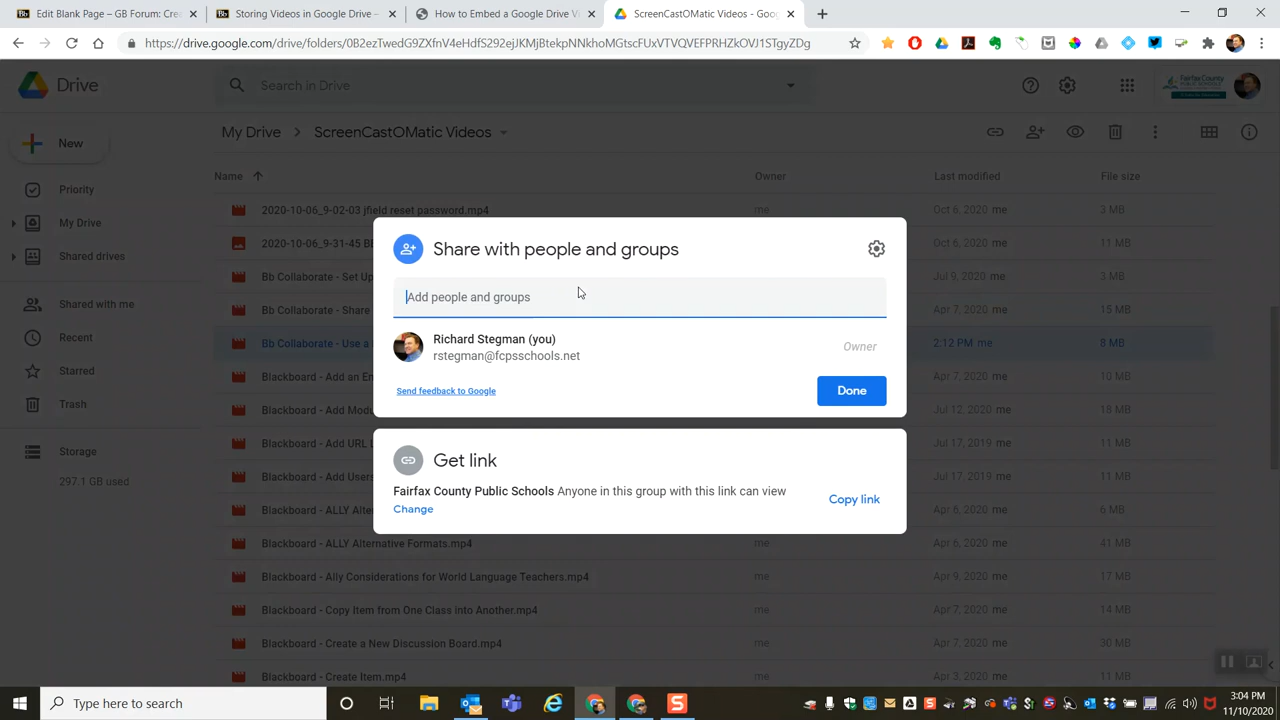 Edit Blank Page – GB Forum: Cre
Storing Videos in Google Drive –
How to Embed a Google Drive V
ScreenCastOMatic Videos - Goog
https://drive.google.com/drive/folders/0B2ezTwedG9ZXfnV4eHdfS292ejJKMjBtekpNNkhoMGtscFUxVTVQVEFPRHZkOVJ1STgyZDg
Drive
Search in Drive
Fairfax County
PUBLIC SCHOOLS
New
My Drive
ScreenCastOMatic Videos
Name
Owner
Last modified
File size
Priority
My Drive
Shared drives
Shared with me
Recent
Starred
Trash
Storage
297.1 GB used
2020-10-06_9-02-03 jfield reset password.mp4
Oct 6, 2020 me
3 MB
2020-10-06_9-31-45 BB
Oct 6, 2020 me
Bb Collaborate - Set Up
Jul 9, 2020 me
3 MB
Bb Collaborate - Share
Apr 7, 2020 me
15 MB
Bb Collaborate - Use a
2:12 PM me
8 MB
Blackboard - Add an En
Apr 7, 2020 me
10 MB
Blackboard - Add Modu
Jul 12, 2020 me
18 MB
Blackboard - Add URL L
Jul 17, 2019 me
11 MB
Blackboard - Add Users
Jul 17, 2019 me
11 MB
Blackboard - ALLY Alter
Apr 6, 2020 me
6 MB
Blackboard - ALLY Alternative Formats.mp4
me
Apr 6, 2020 me
41 MB
Blackboard - Ally Considerations for World Language Teachers.mp4
me
Apr 9, 2020 me
17 MB
Blackboard - Copy Item from One Class into Another.mp4
me
Apr 7, 2020 me
14 MB
Blackboard - Create a New Discussion Board.mp4
me
Apr 7, 2020 me
30 MB
Blackboard - Create Item.mp4
me
Apr 3, 2020 me
11 MB
Share with people and groups
Add people and groups
Richard Stegman (you)
rstegman@fcpsschools.net
Owner
Send feedback to Google
Done
Get link
Fairfax County Public Schools Anyone in this group with this link can view
Change
Copy link
Type here to search
3:04 PM
11/10/2020